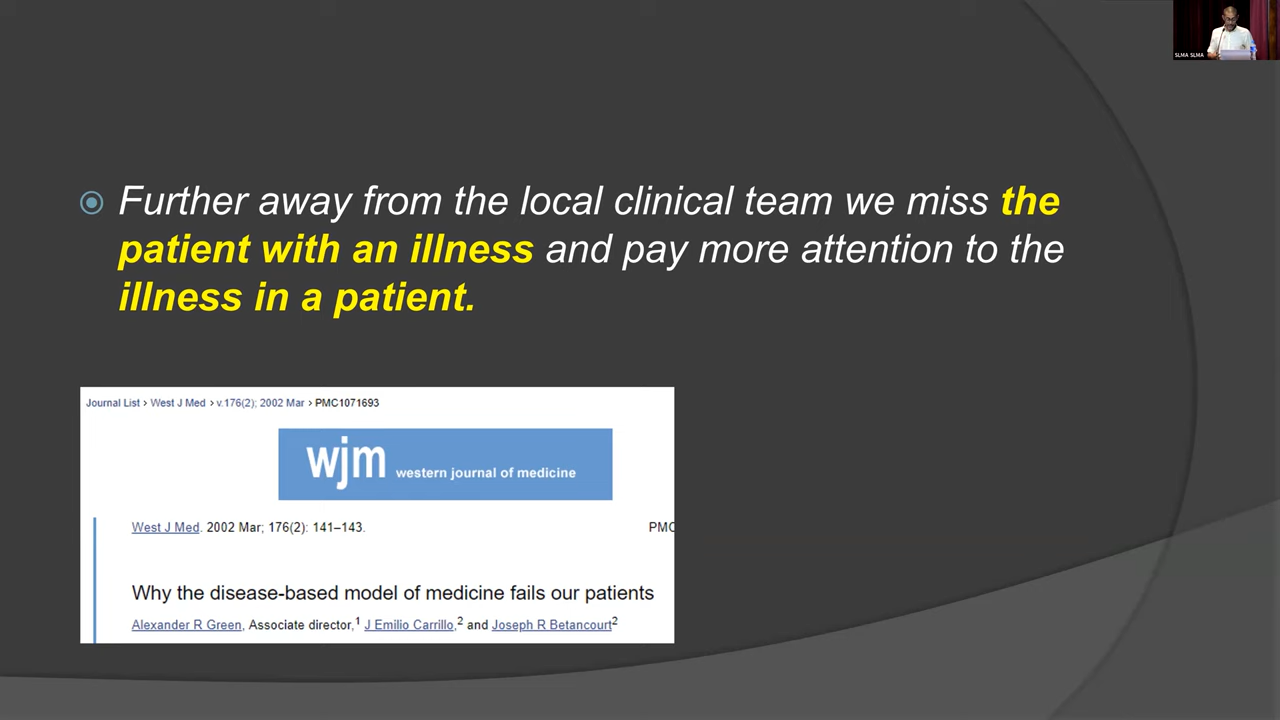 SLMA SLMA
Further away from the local clinical team we miss the
patient with an illness and pay more attention to the
illness in a patient.
Journal List > West J Med > v.176(2); 2002 Mar > PMC1071693
wjm western journal of medicine
West J Med. 2002 Mar; 176(2): 141–143. PMC
Why the disease-based model of medicine fails our patients
Alexander R Green, Associate director,1 J Emilio Carrillo,2 and Joseph R Betancourt2